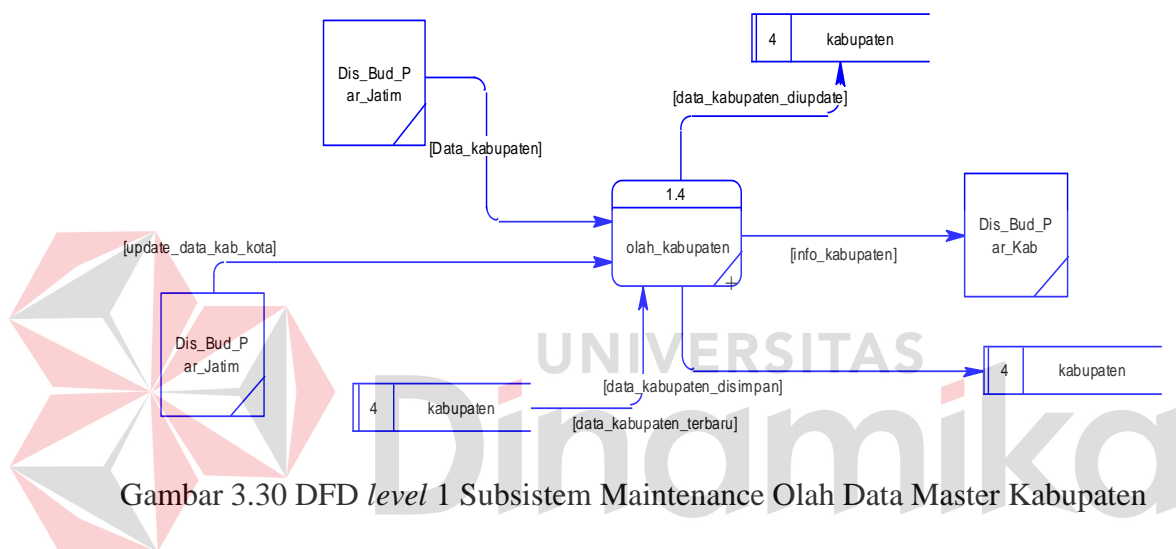 4 kabupaten
Dis_Bud_P
ar_Jatim
[data_kabupaten_diupdate]
[Data_kabupaten]
1.4
olah_kabupaten
Dis_Bud_P
ar_Kab
[info_kabupaten]
[update_data_kab_kota]
Dis_Bud_P
ar_Jatim
UNIVERSITAS
Dinamika
4 kabupaten
[data_kabupaten_disimpan]
4 kabupaten
[data_kabupaten_terbaru]
Gambar 3.30 DFD level 1 Subsistem Maintenance Olah Data Master Kabupaten